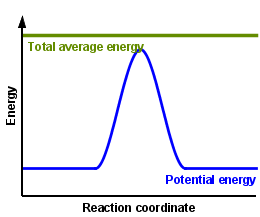 Total average energy
Energy
Potential energy
Reaction coordinate